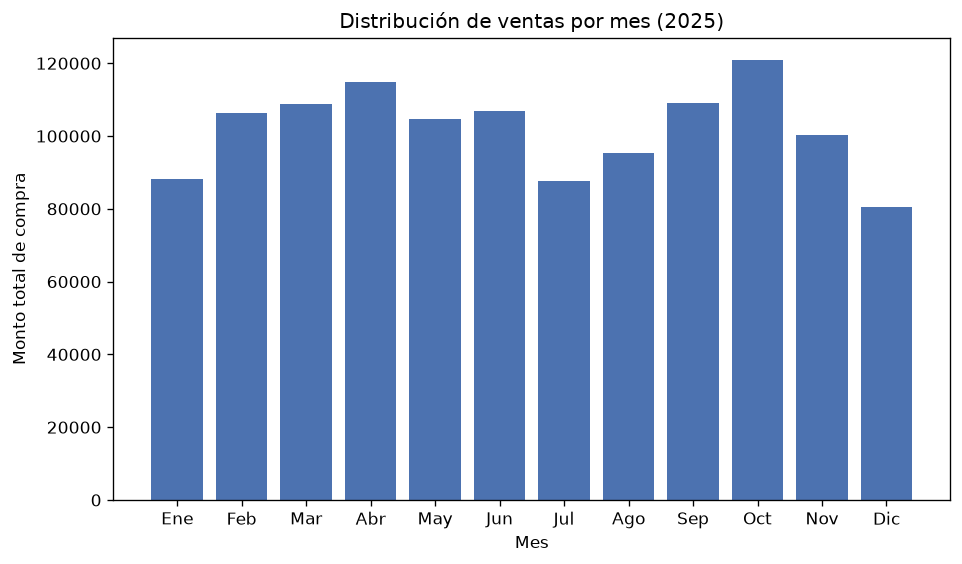 Distribución de ventas por mes (2025)
Monto total de compra
120000
100000
80000
60000
40000
20000
0
Ene Feb Mar Abr May Jun Jul Ago Sep Oct Nov Dic
Mes